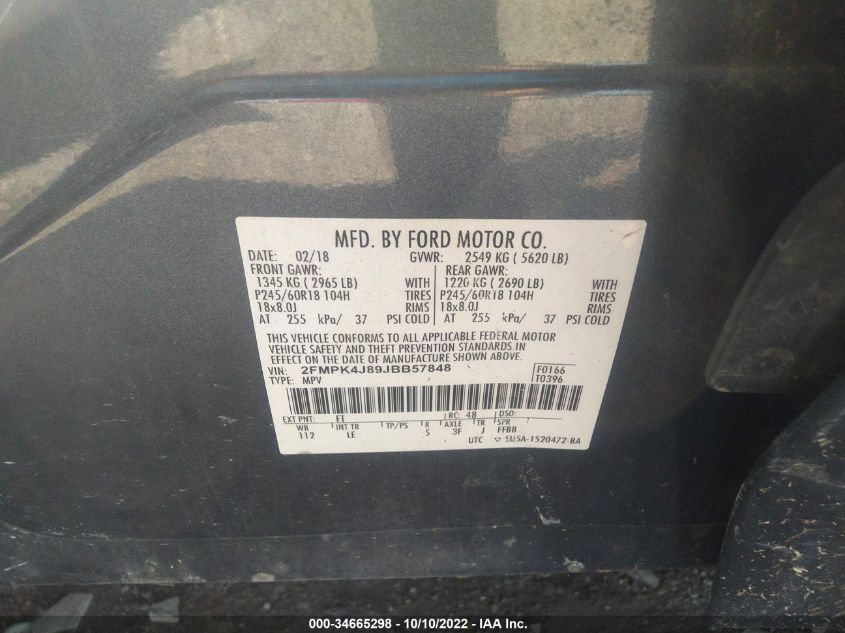 MFD. BY FORD MOTOR CO.
DATE: 02/18 GVWR: 2549 KG ( 5620 LB)
FRONT GAWR: REAR GAWR:
1345 KG ( 2965 LB) WITH 1220 KG ( 2690 LB) WITH
P245/60R18 104H TIRES P245/60R18 104H TIRES
18x8.0J RIMS 18x8.0J RIMS
AT 255 kPa/ 37 PSI COLD AT 255 kPa/ 37 PSI COLD
THIS VEHICLE CONFORMS TO ALL APPLICABLE FEDERAL MOTOR
VEHICLE SAFETY AND THEFT PREVENTION STANDARDS IN
EFFECT ON THE DATE OF MANUFACTURE SHOWN ABOVE.
VIN: 2FMPK4J89JBB57848 F0166
TYPE: MPV T0396
EXT PNT: FT RC: 48 DSO:
WB INT TR TP/PS R AXLE TR SPR
112 LE S 3F J FFBB
UTC 5U5A-1520472-BA
000-34665298 - 10/10/2022 - IAA Inc.